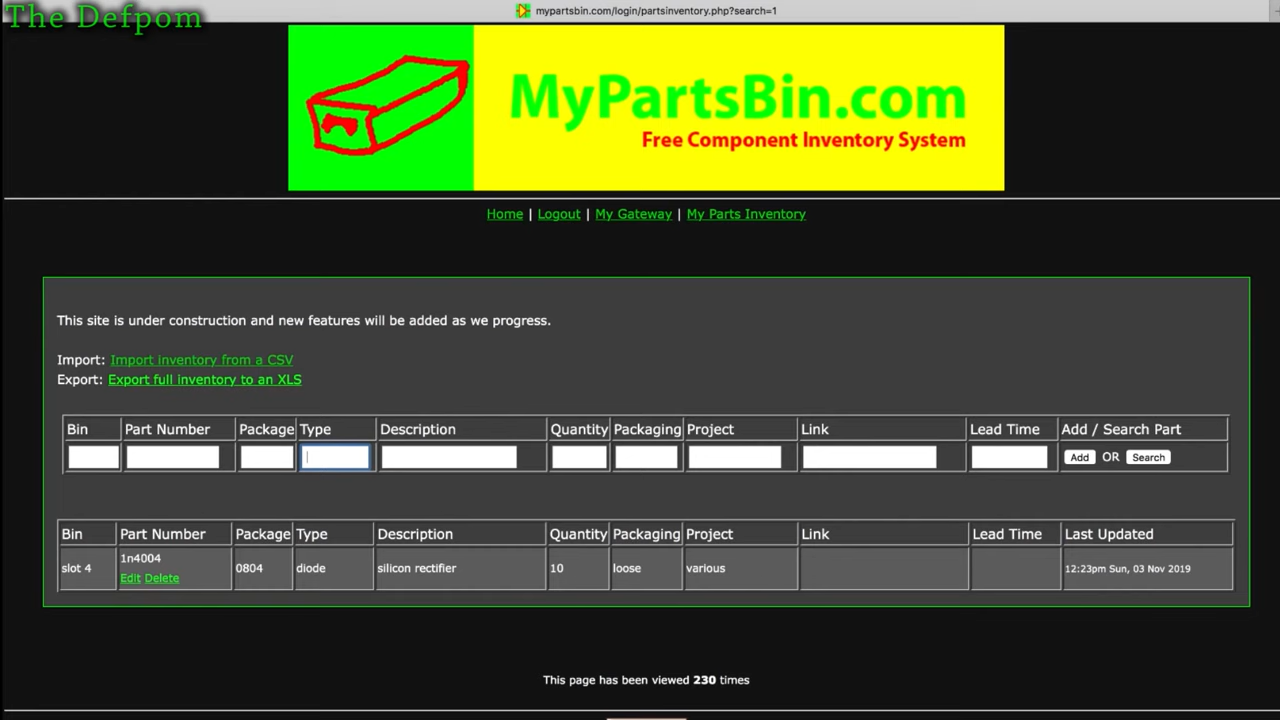 The Defpom
mypartsbin.com/login/partsinventory.php?search=1
MyPartsBin.com
Free Component Inventory System
Home | Logout | My Gateway | My Parts Inventory
This site is under construction and new features will be added as we progress.
Import: Import inventory from a CSV
Export: Export full inventory to an XLS
Bin Part Number Package Type Description Quantity Packaging Project Link Lead Time Add / Search Part
Add OR Search
Bin Part Number Package Type Description Quantity Packaging Project Link Lead Time Last Updated
slot 4 1n4004 0804 diode silicon rectifier 10 loose various 12:23pm Sun, 03 Nov 2019
Edit Delete
This page has been viewed 230 times